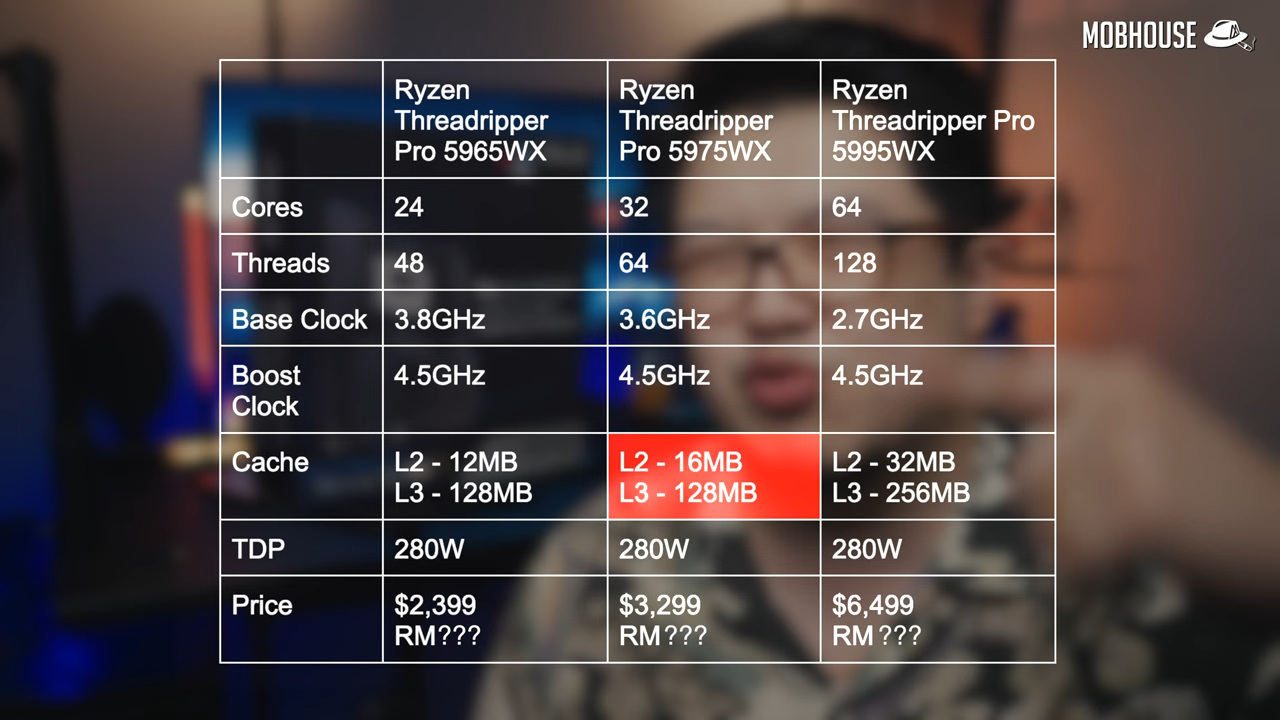 MOBHOUSE
Ryzen Threadripper Pro 5965WX
Ryzen Threadripper Pro 5975WX
Ryzen Threadripper Pro 5995WX
Cores 24 32 64
Threads 48 64 128
Base Clock 3.8GHz 3.6GHz 2.7GHz
Boost Clock 4.5GHz 4.5GHz 4.5GHz
Cache L2 - 12MB L3 - 128MB L2 - 16MB L3 - 128MB L2 - 32MB L3 - 256MB
TDP 280W 280W 280W
Price $2,399 RM??? $3,299 RM??? $6,499 RM???